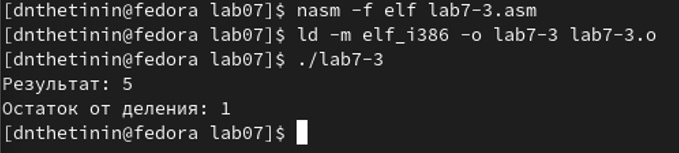 [dnthetinin@fedora lab07]$ nasm -f elf lab7-3.asm
[dnthetinin@fedora lab07]$ ld -m elf_i386 -o lab7-3 lab7-3.o
[dnthetinin@fedora lab07]$ ./lab7-3
Результат: 5
Остаток от деления: 1
[dnthetinin@fedora lab07]$